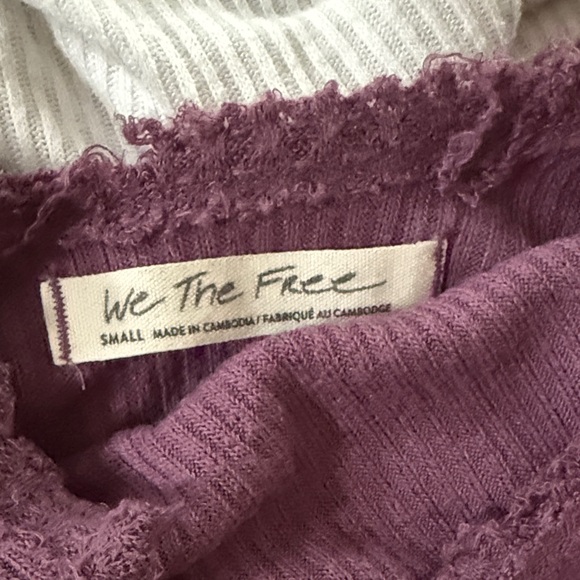 We The Free
SMALL MADE IN CAMBODIA / FABRIQUÉ AU CAMBODGE